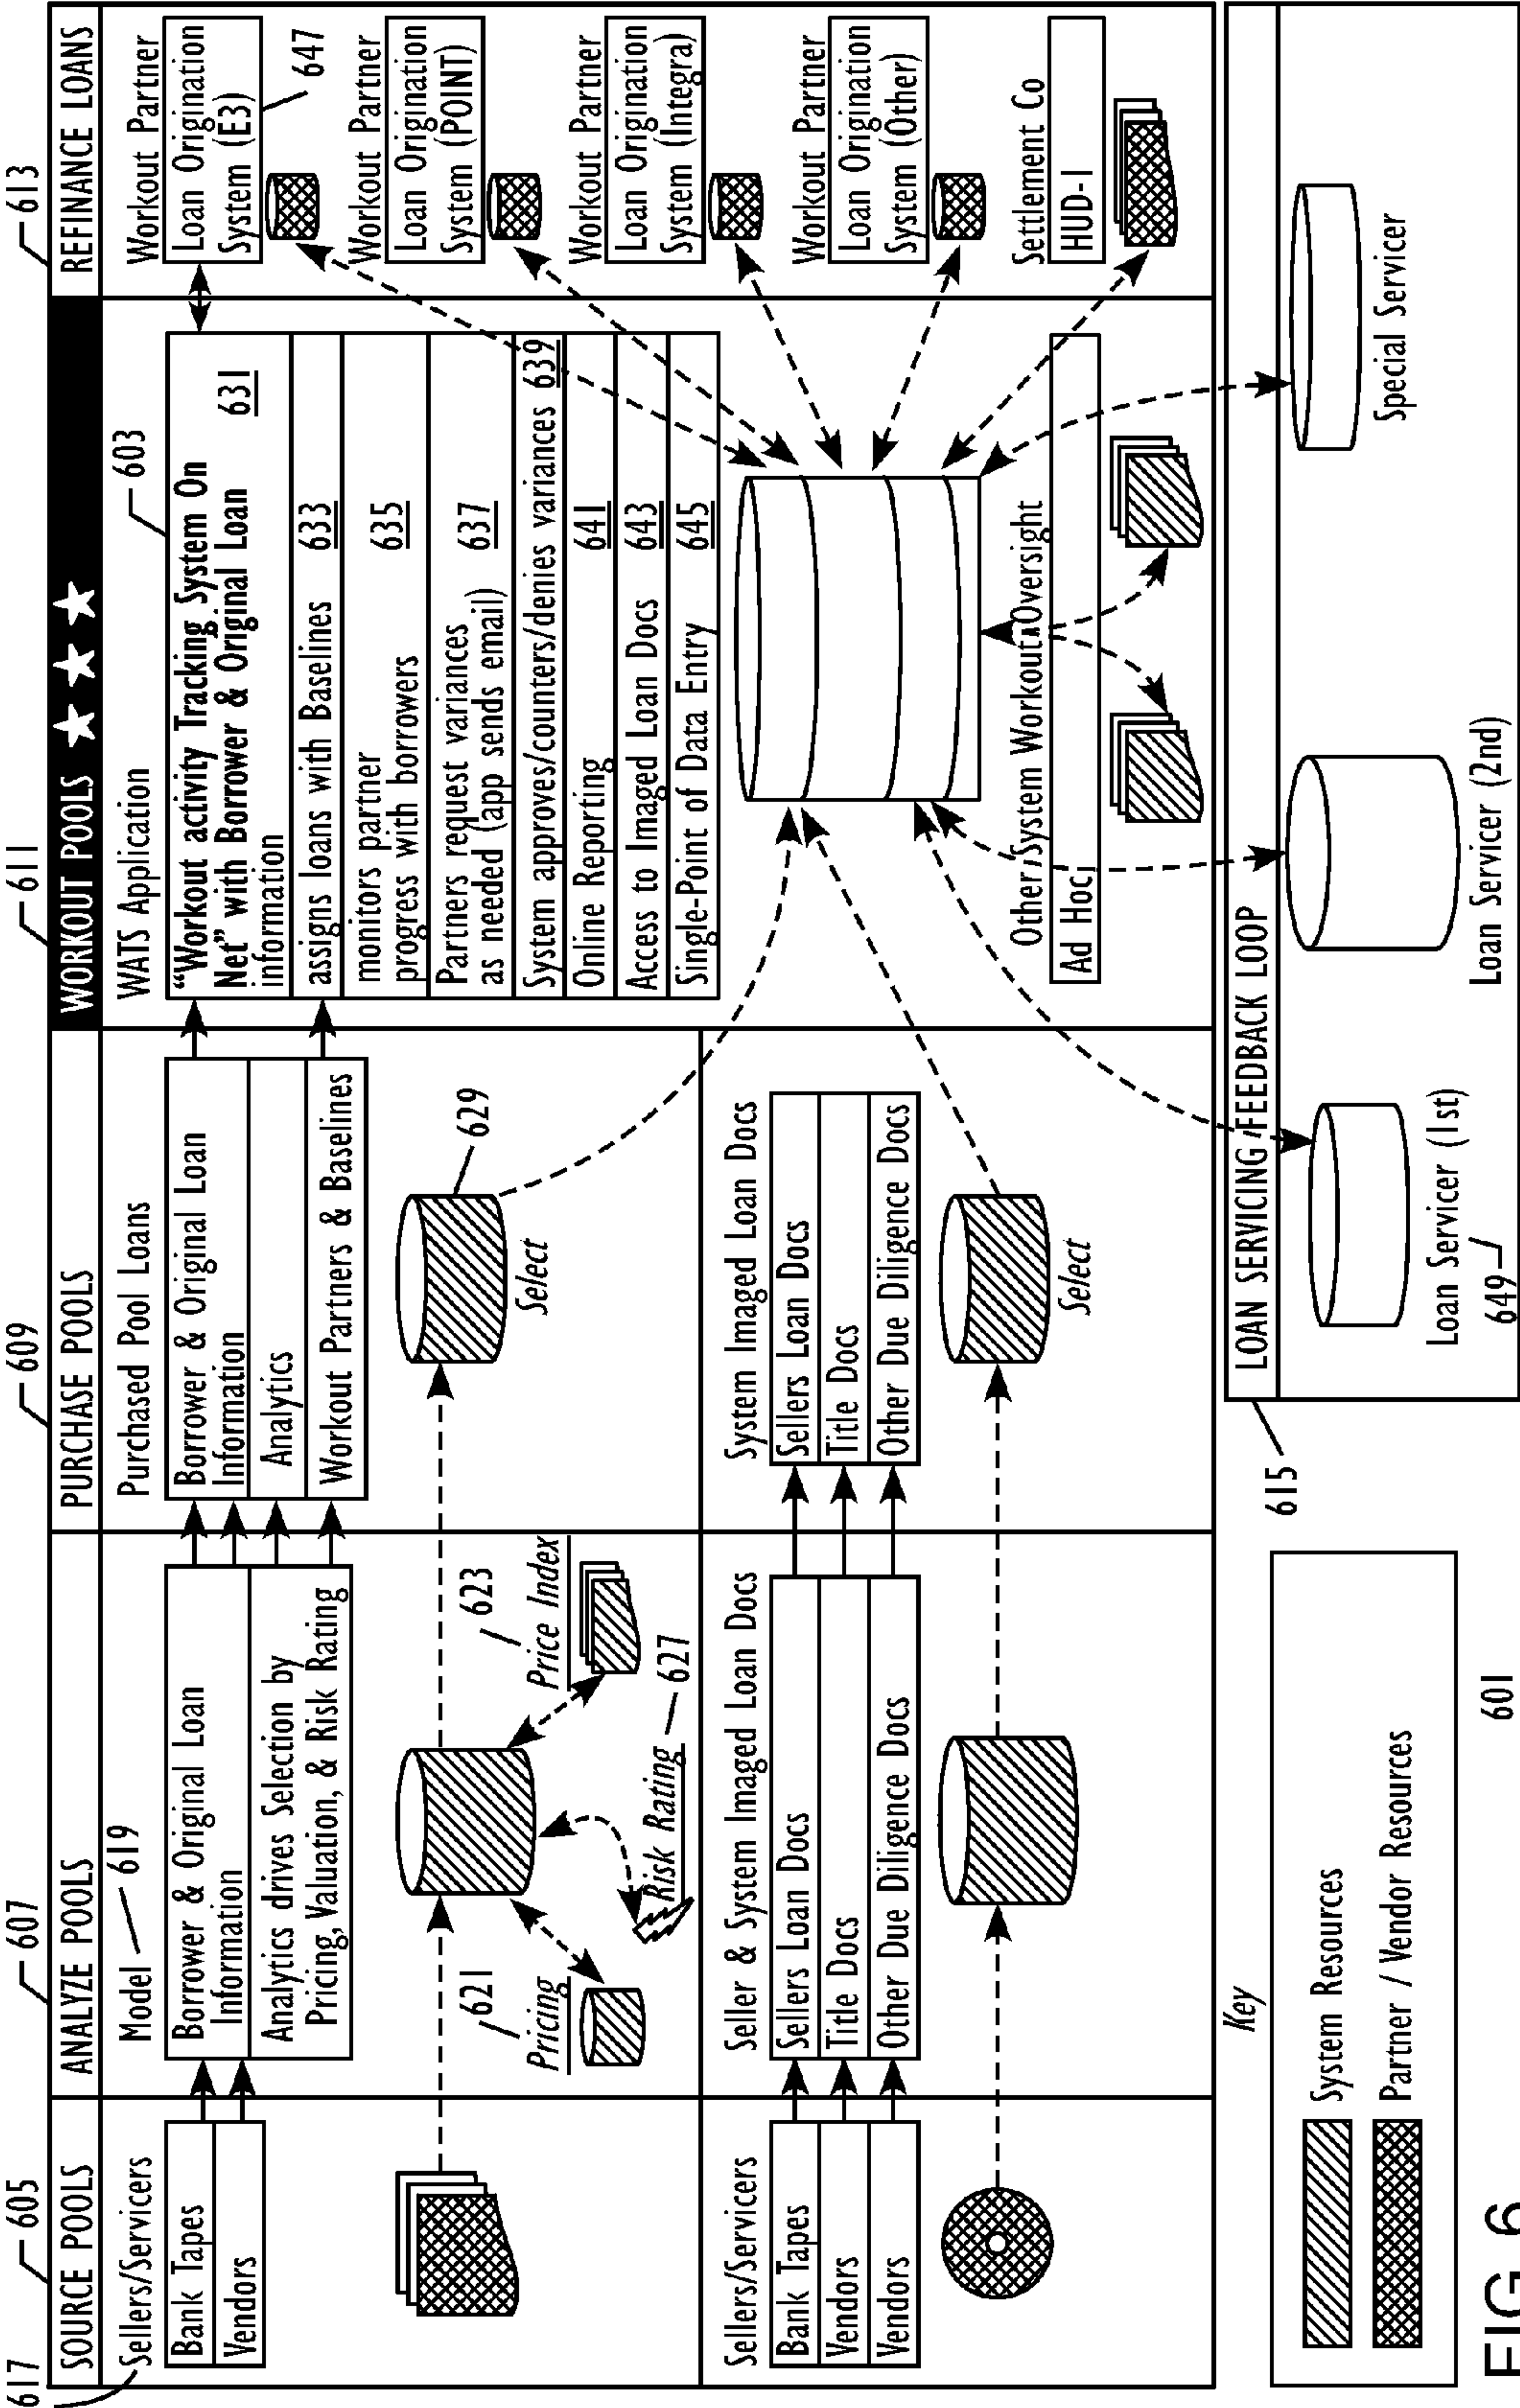 617
605
607
609
611
613
SOURCE POOLS
ANALYZE POOLS
PURCHASE POOLS
WORKOUT POOLS
REFINANCE LOANS
Sellers/Servicers
Bank Tapes
Vendors
Model
619
Borrower & Original Loan
Information
Analytics drives Selection by
Pricing, Valuation, & Risk Rating
621
Pricing
623
Price Index
Risk Rating
627
Purchased Pool Loans
Borrower & Original Loan
Information
Analytics
Workout Partners & Baselines
629
Select
WATS Application
603
“Workout activity Tracking System On
Net” with Borrower & Original Loan
information
631
assigns loans with Baselines 633
monitors partner
progress with borrowers 635
Partners request variances
as needed (app sends email) 637
System approves/counters/denies variances 639
Online Reporting 641
Access to Imaged Loan Docs 643
Single-Point of Data Entry 645
Other System Workout Oversight
Ad Hoc
Workout Partner
Loan Origination
System (E3)
647
Workout Partner
Loan Origination
System (POINT)
Workout Partner
Loan Origination
System (Integra)
Workout Partner
Loan Origination
System (Other)
Settlement Co
HUD-1
Sellers/Servicers
Bank Tapes
Vendors
Vendors
Seller & System Imaged Loan Docs
Sellers Loan Docs
Title Docs
Other Due Diligence Docs
System Imaged Loan Docs
Sellers Loan Docs
Title Docs
Other Due Diligence Docs
Select
615
LOAN SERVICING/FEEDBACK LOOP
Loan Servicer (1st)
649
Loan Servicer (2nd)
Special Servicer
Key
System Resources
Partner / Vendor Resources
601
FIG. 6